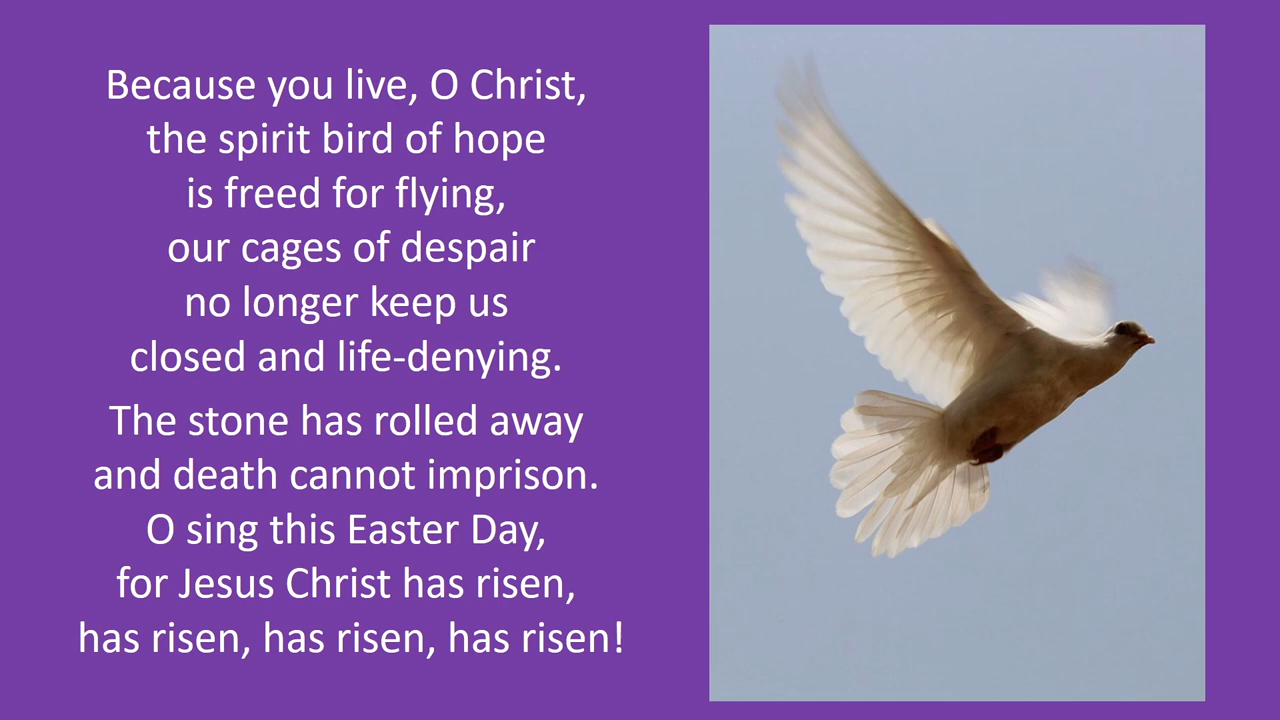 Because you live, O Christ,
the spirit bird of hope
is freed for flying,
our cages of despair
no longer keep us
closed and life-denying.
The stone has rolled away
and death cannot imprison.
O sing this Easter Day,
for Jesus Christ has risen,
has risen, has risen, has risen!